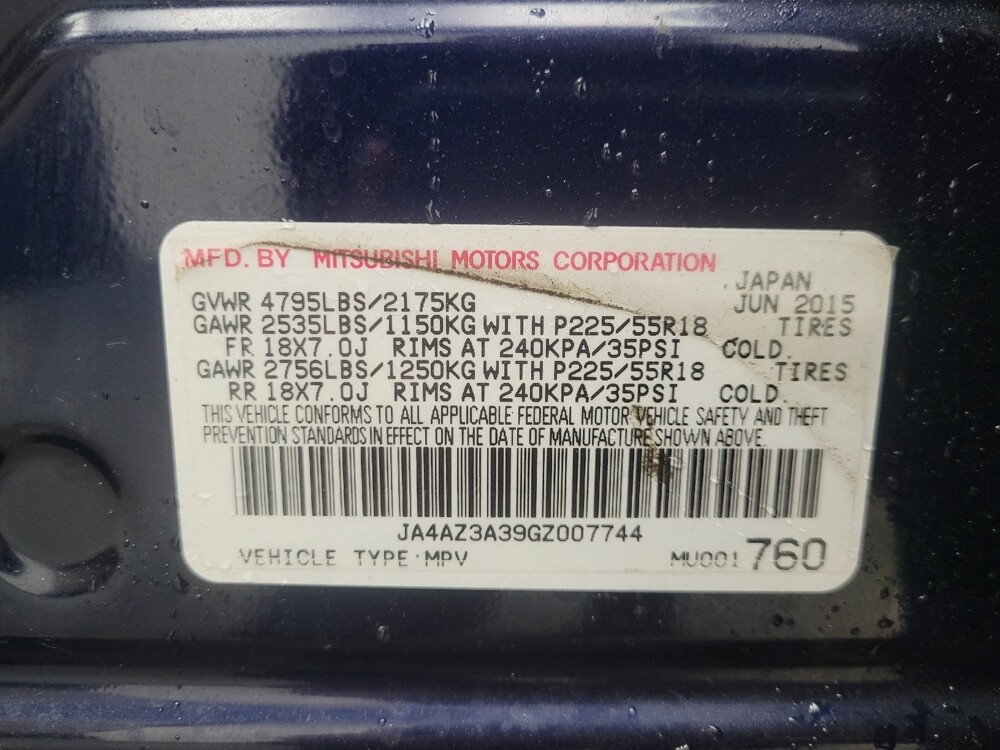 MFD. BY MITSUBISHI MOTORS CORPORATION
JAPAN
GVWR 4795LBS/2175KG JUN 2015
GAWR 2535LBS/1150KG WITH P225/55R18 TIRES
FR 18X7.0J RIMS AT 240KPA/35PSI COLD.
GAWR 2756LBS/1250KG WITH P225/55R18 TIRES
RR 18X7.0J RIMS AT 240KPA/35PSI COLD.
THIS VEHICLE CONFORMS TO ALL APPLICABLE FEDERAL MOTOR VEHICLE SAFETY AND THEFT
PREVENTION STANDARDS IN EFFECT ON THE DATE OF MANUFACTURE SHOWN ABOVE.
JA4AZ3A39GZ007744
VEHICLE TYPE:MPV MU001 760